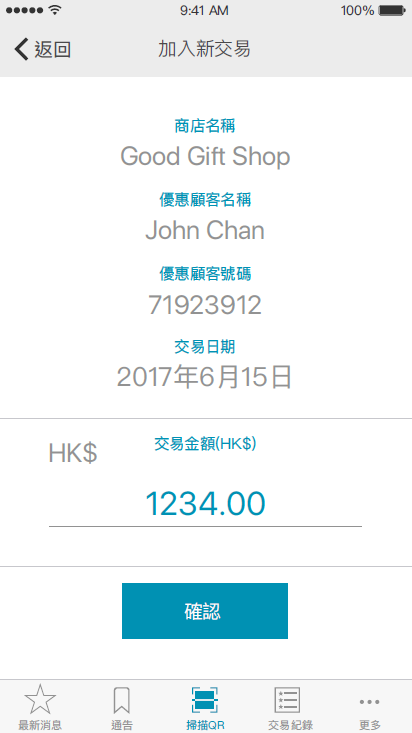 9:41 AM 100%
返回 加入新交易
商店名稱
Good Gift Shop
優惠顧客名稱
John Chan
優惠顧客號碼
71923912
交易日期
2017年6月15日
HK$ 交易金額(HK$)
1234.00
確認
最新消息 通告 掃描QR 交易紀錄 更多